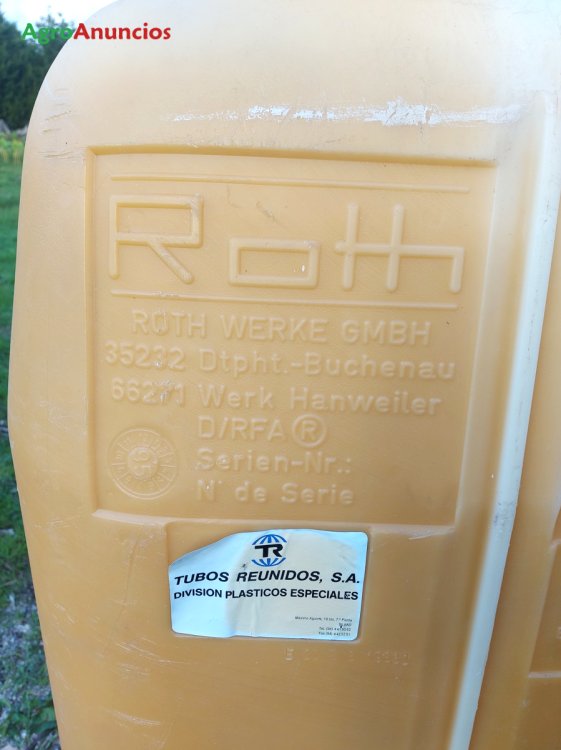 AgroAnuncios
Roth
ROTH WERKE GMBH
35232 Dtpht.-Buchenau
66271 Werk Hanweiler
D/RFA ®
Serien-Nr.:
N° de Serie
TR
TUBOS REUNIDOS, S.A.
DIVISION PLASTICOS ESPECIALES